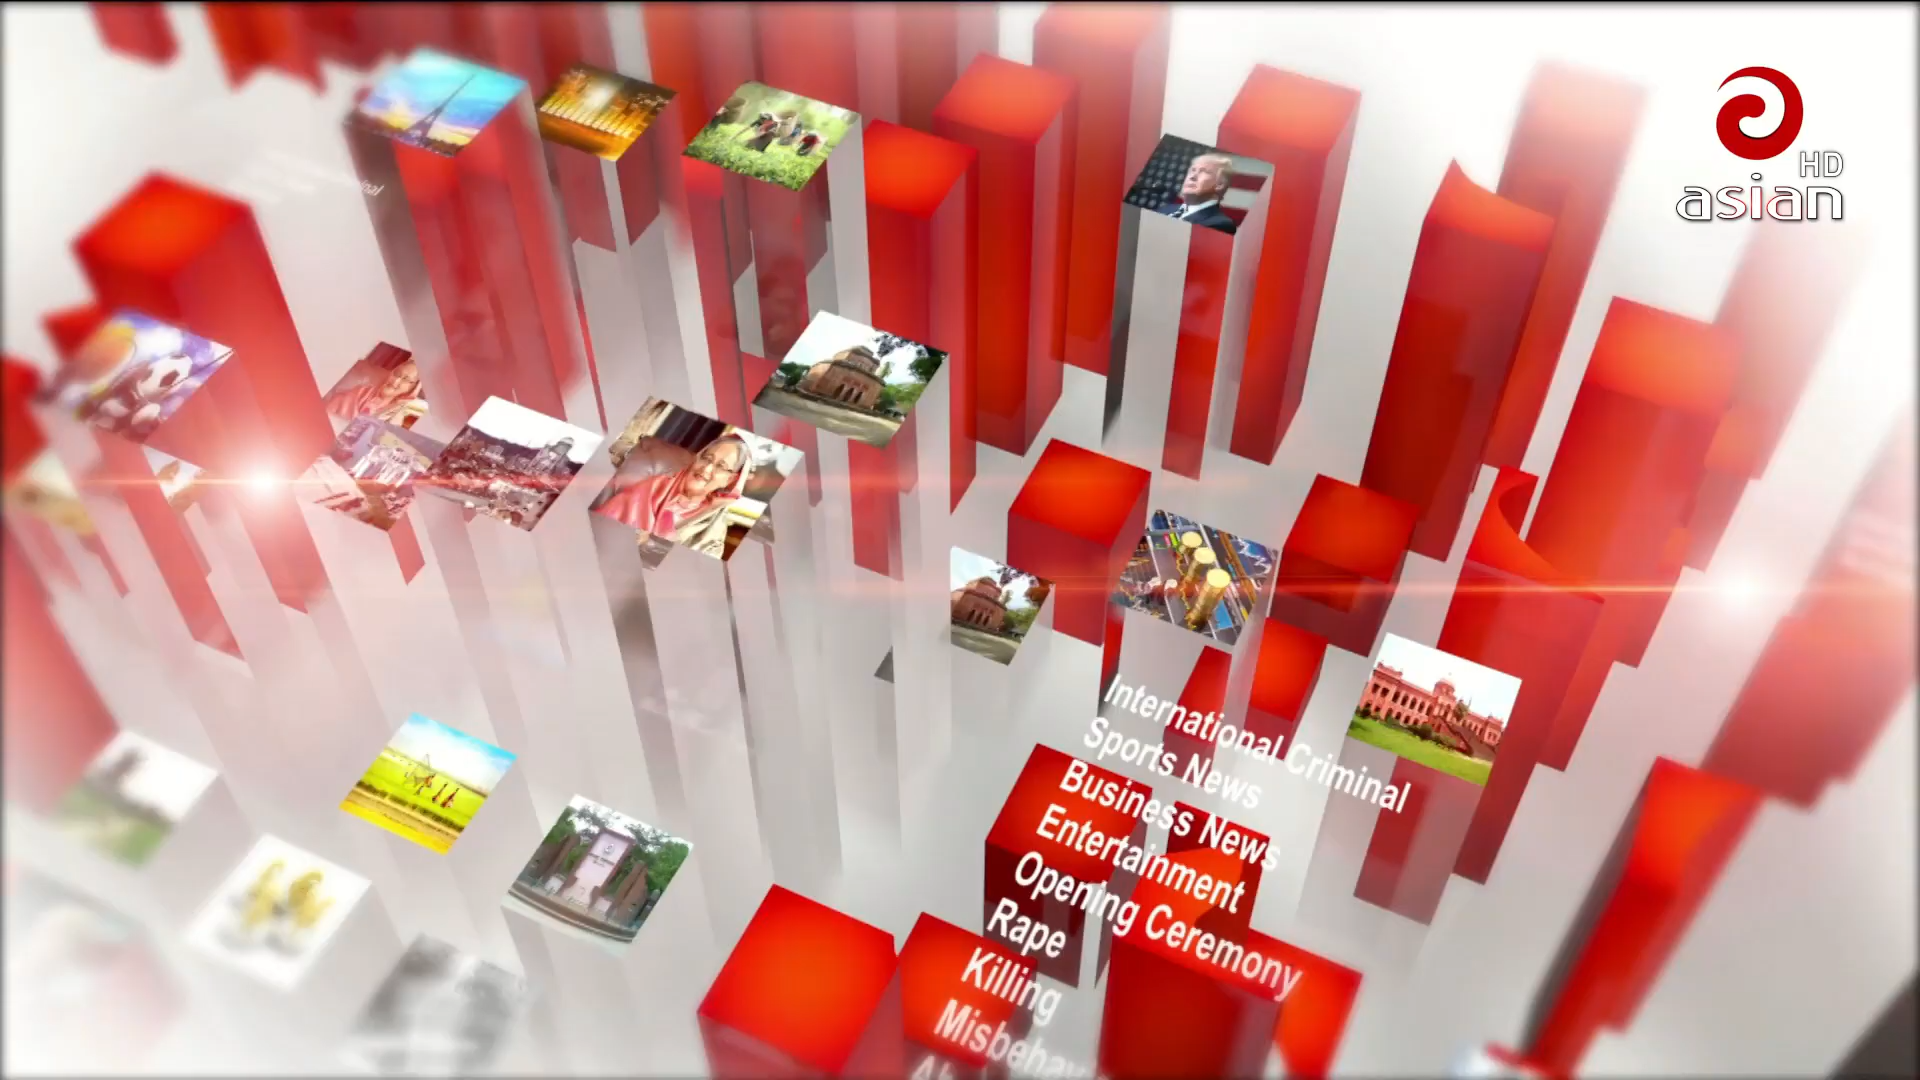 HD
asian
International Criminal
Sports News
Business News
Entertainment
Opening Ceremony
Rape
Killing